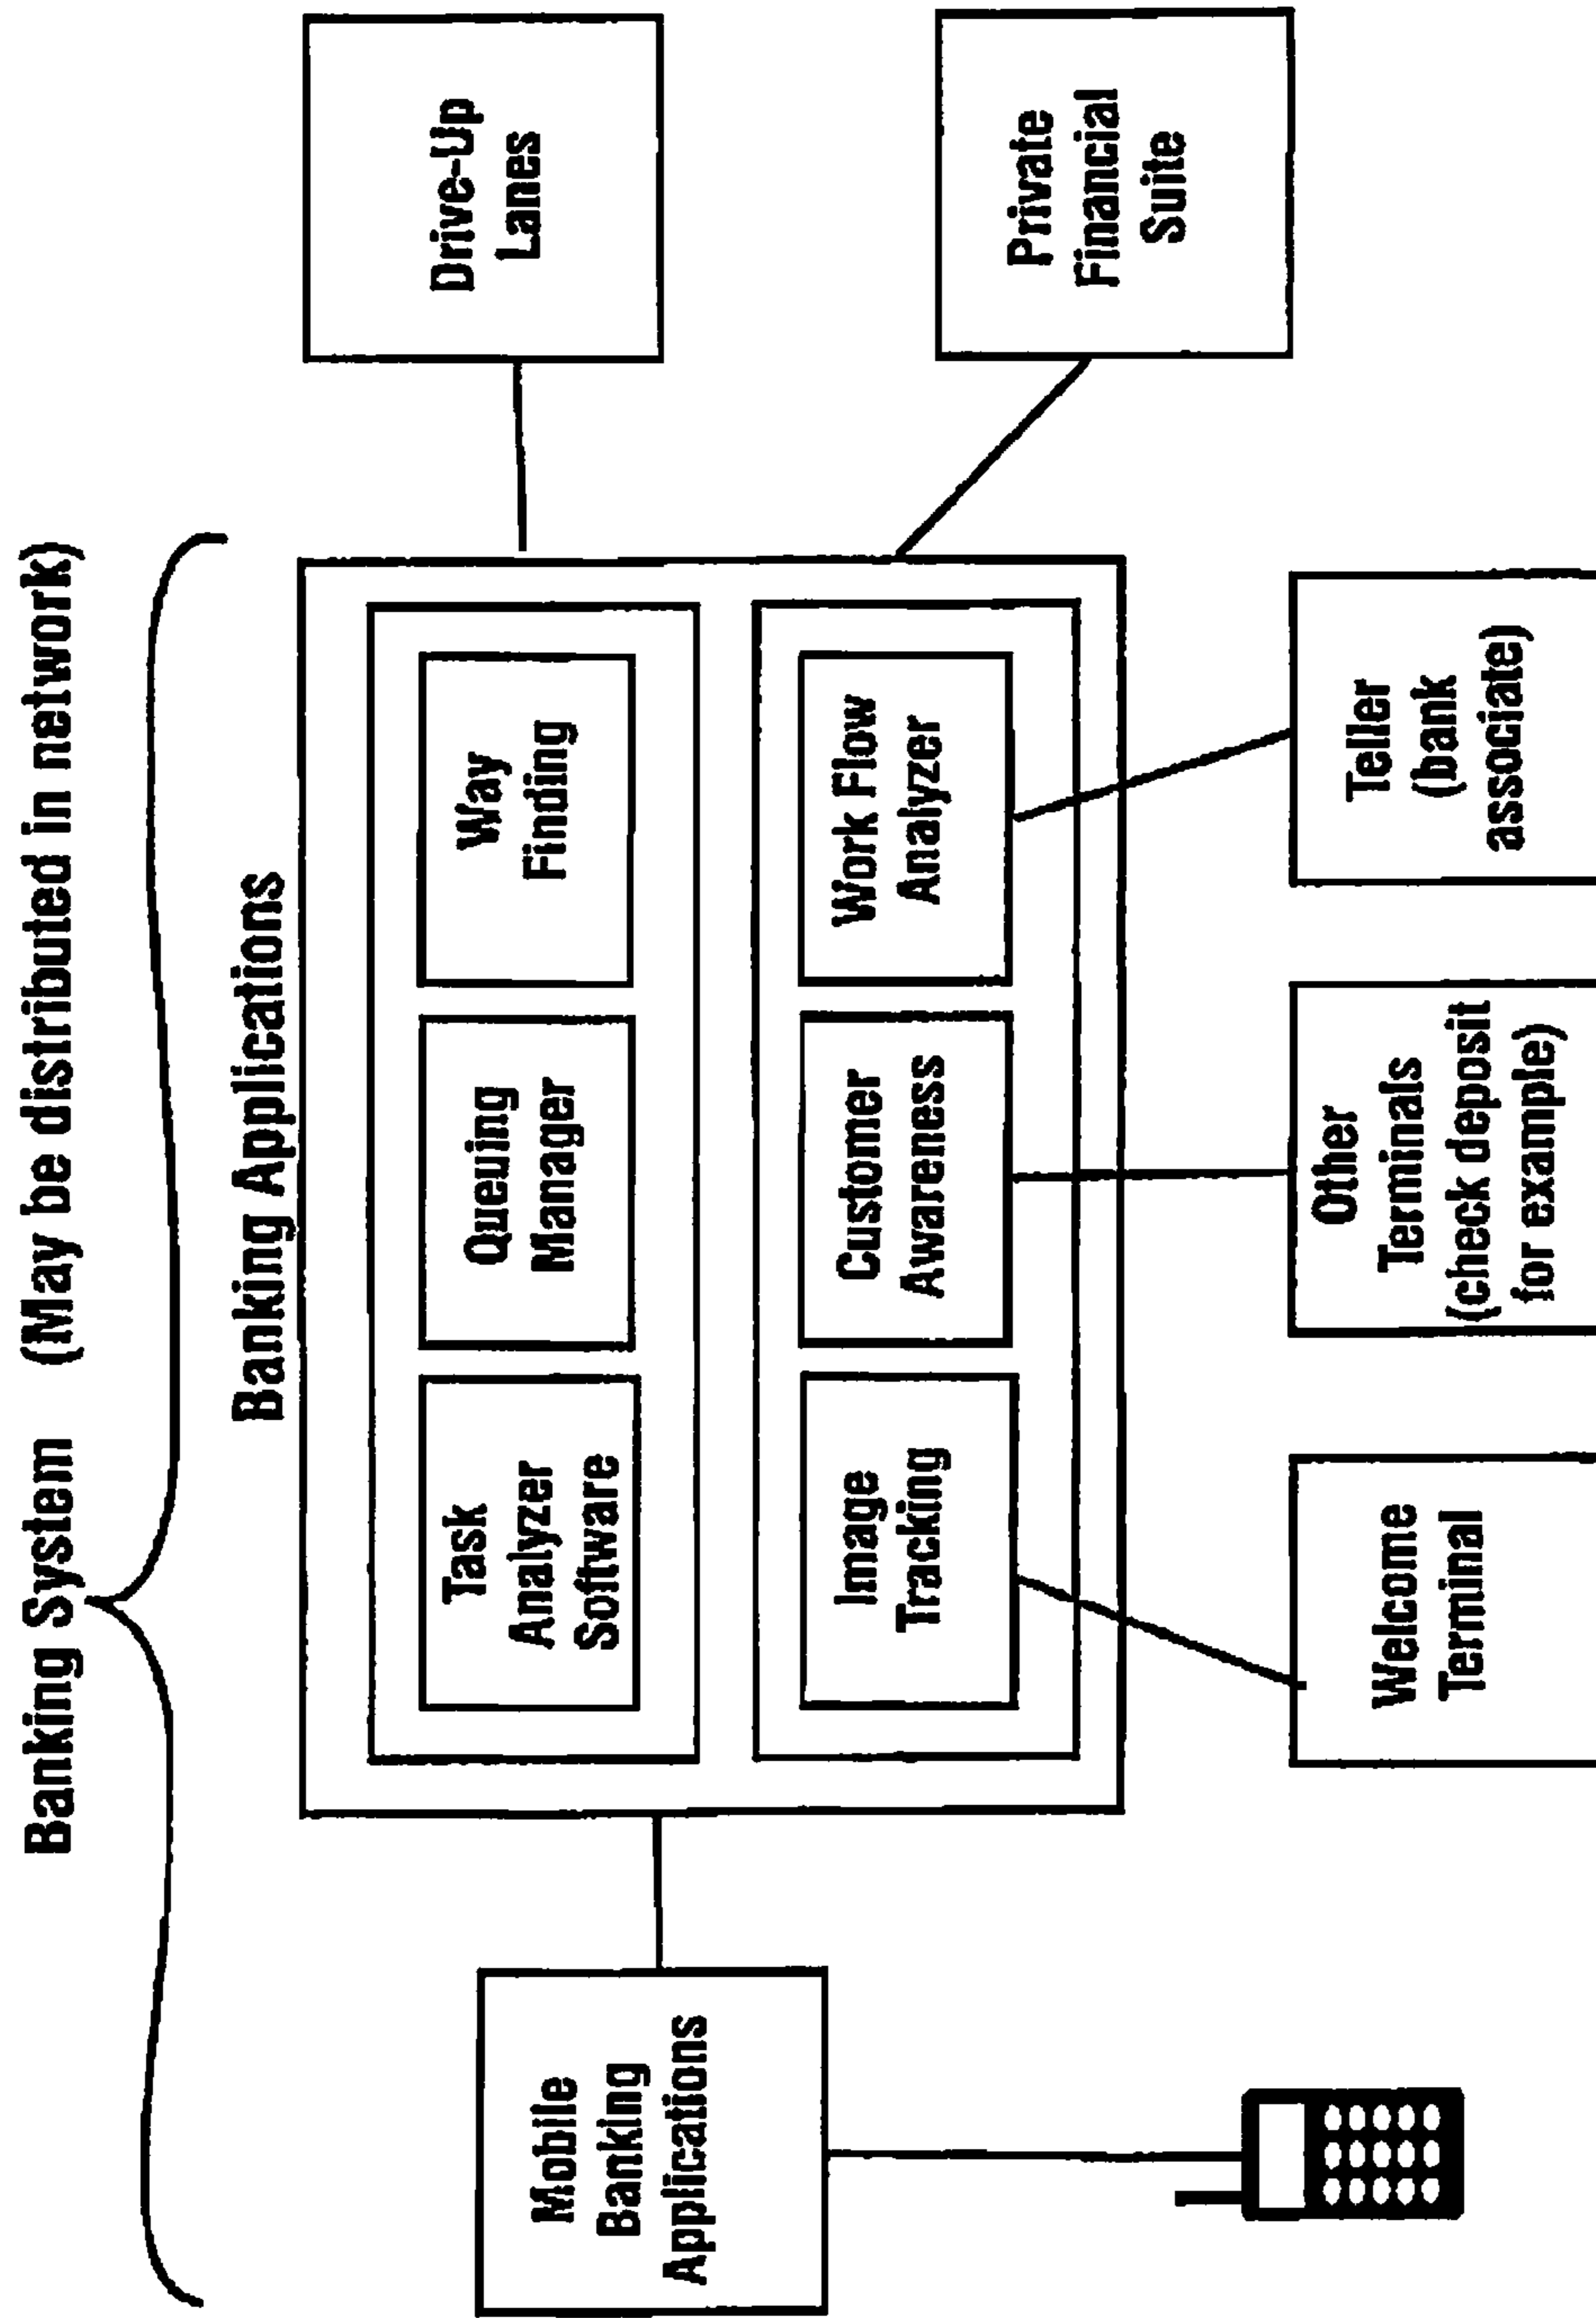 Banking System (May be distributed in network)
Banking Applications
Mobile
Banking
Applications
Task
Analyzer
Software
Queuing
Manager
Way
Finding
Drive-Up
Lanes
Image
Tracking
Customer
Awareness
Work Flow
Analyzer
Private
Financial
Suite
Welcome
Terminal
Other
Terminals
(check deposit
for example)
Teller
(bank
associate)